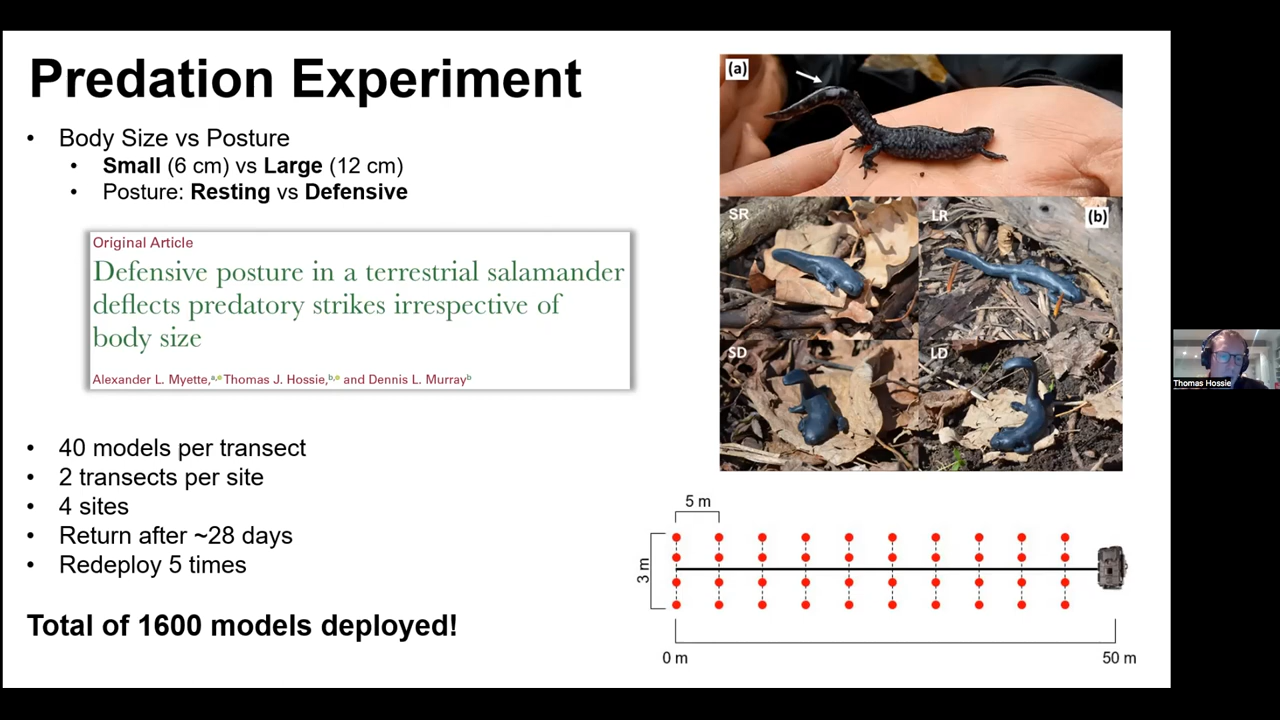 Predation Experiment
• Body Size vs Posture
• Small (6 cm) vs Large (12 cm)
• Posture: Resting vs Defensive
Original Article
Defensive posture in a terrestrial salamander
deflects predatory strikes irrespective of
body size
Alexander L. Myette,a, Thomas J. Hossie,b, and Dennis L. Murrayb
• 40 models per transect
• 2 transects per site
• 4 sites
• Return after ~28 days
• Redeploy 5 times
Total of 1600 models deployed!
(a)
SR
LR
(b)
SD
LD
5 m
3 m
0 m
50 m
Thomas Hossie